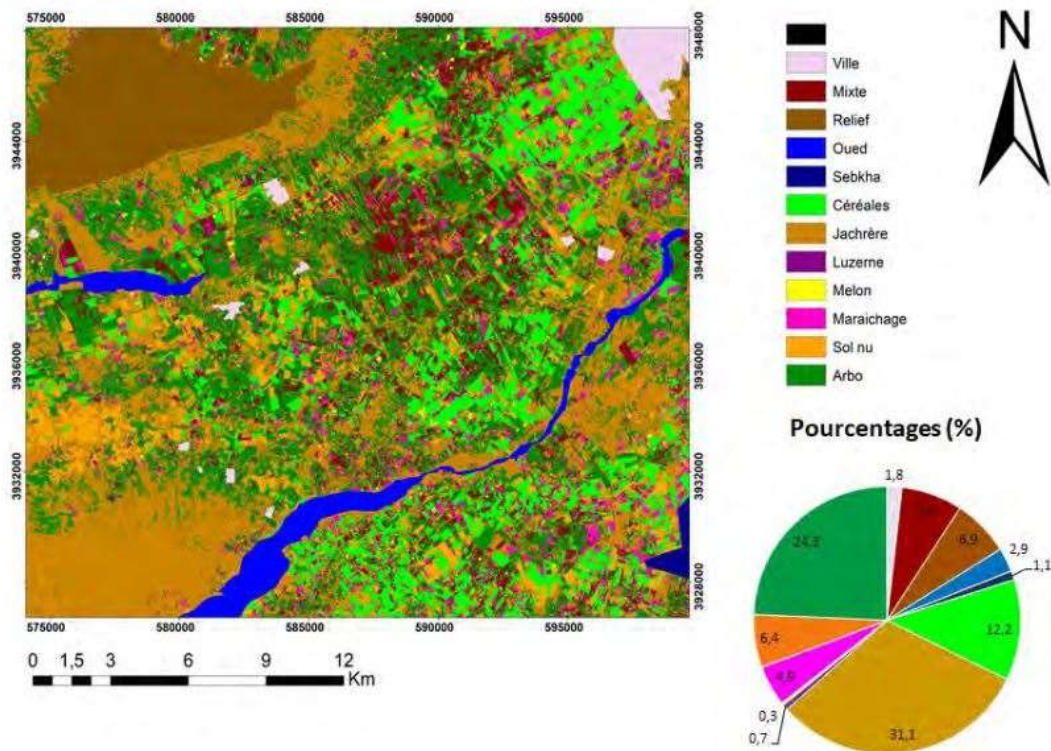 575000 580000 585000 590000 595000
3948000
3944000
3944000
3940000
3940000
3936000
3936000
3932000
3932000
3928000
3928000
575000 580000 585000 590000 595000
0 1,5 3 6 9 12
Km
N
Ville
Mixte
Relief
Oued
Sebkha
Céréales
Jachrère
Luzerne
Melon
Maraichage
Sol nu
Arbo
Pourcentages (%)
1,8
6,9
2,9
1,1
12,2
31,1
0,7
0,3
4,9
6,4